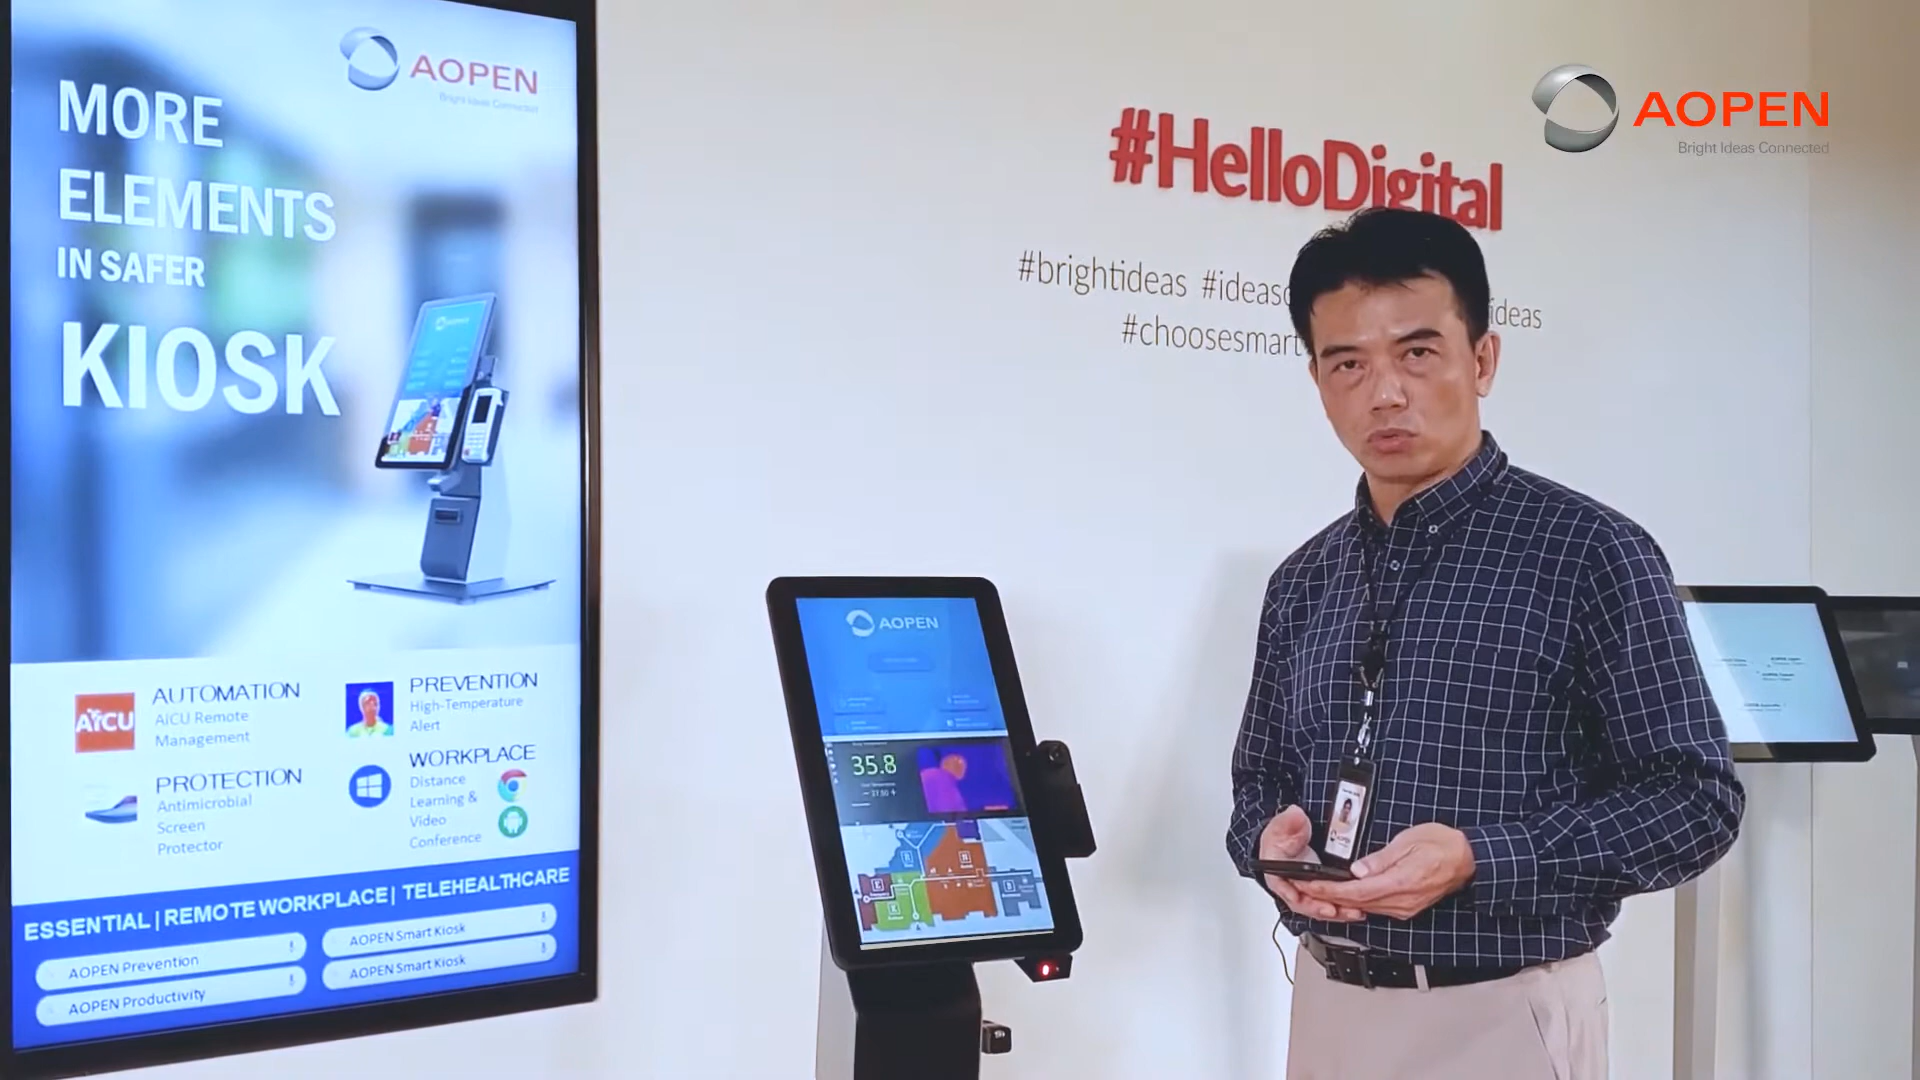 AOPEN
Bright Ideas Connected
MORE
ELEMENTS
IN SAFER
KIOSK
AiCU
AUTOMATION
AiCU Remote
Management
PREVENTION
High-Temperature
Alert
PROTECTION
Antimicrobial
Screen
Protector
WORKPLACE
Distance
Learning &
Video
Conference
ESSENTIAL | REMOTE WORKPLACE | TELEHEALTHCARE
AOPEN Prevention
AOPEN Smart Kiosk
AOPEN Productivity
AOPEN Smart Kiosk
#HelloDigital
#brightideas #ideas
ideas
#choosesmart
AOPEN
Bright Ideas Connected
AOPEN
35.8